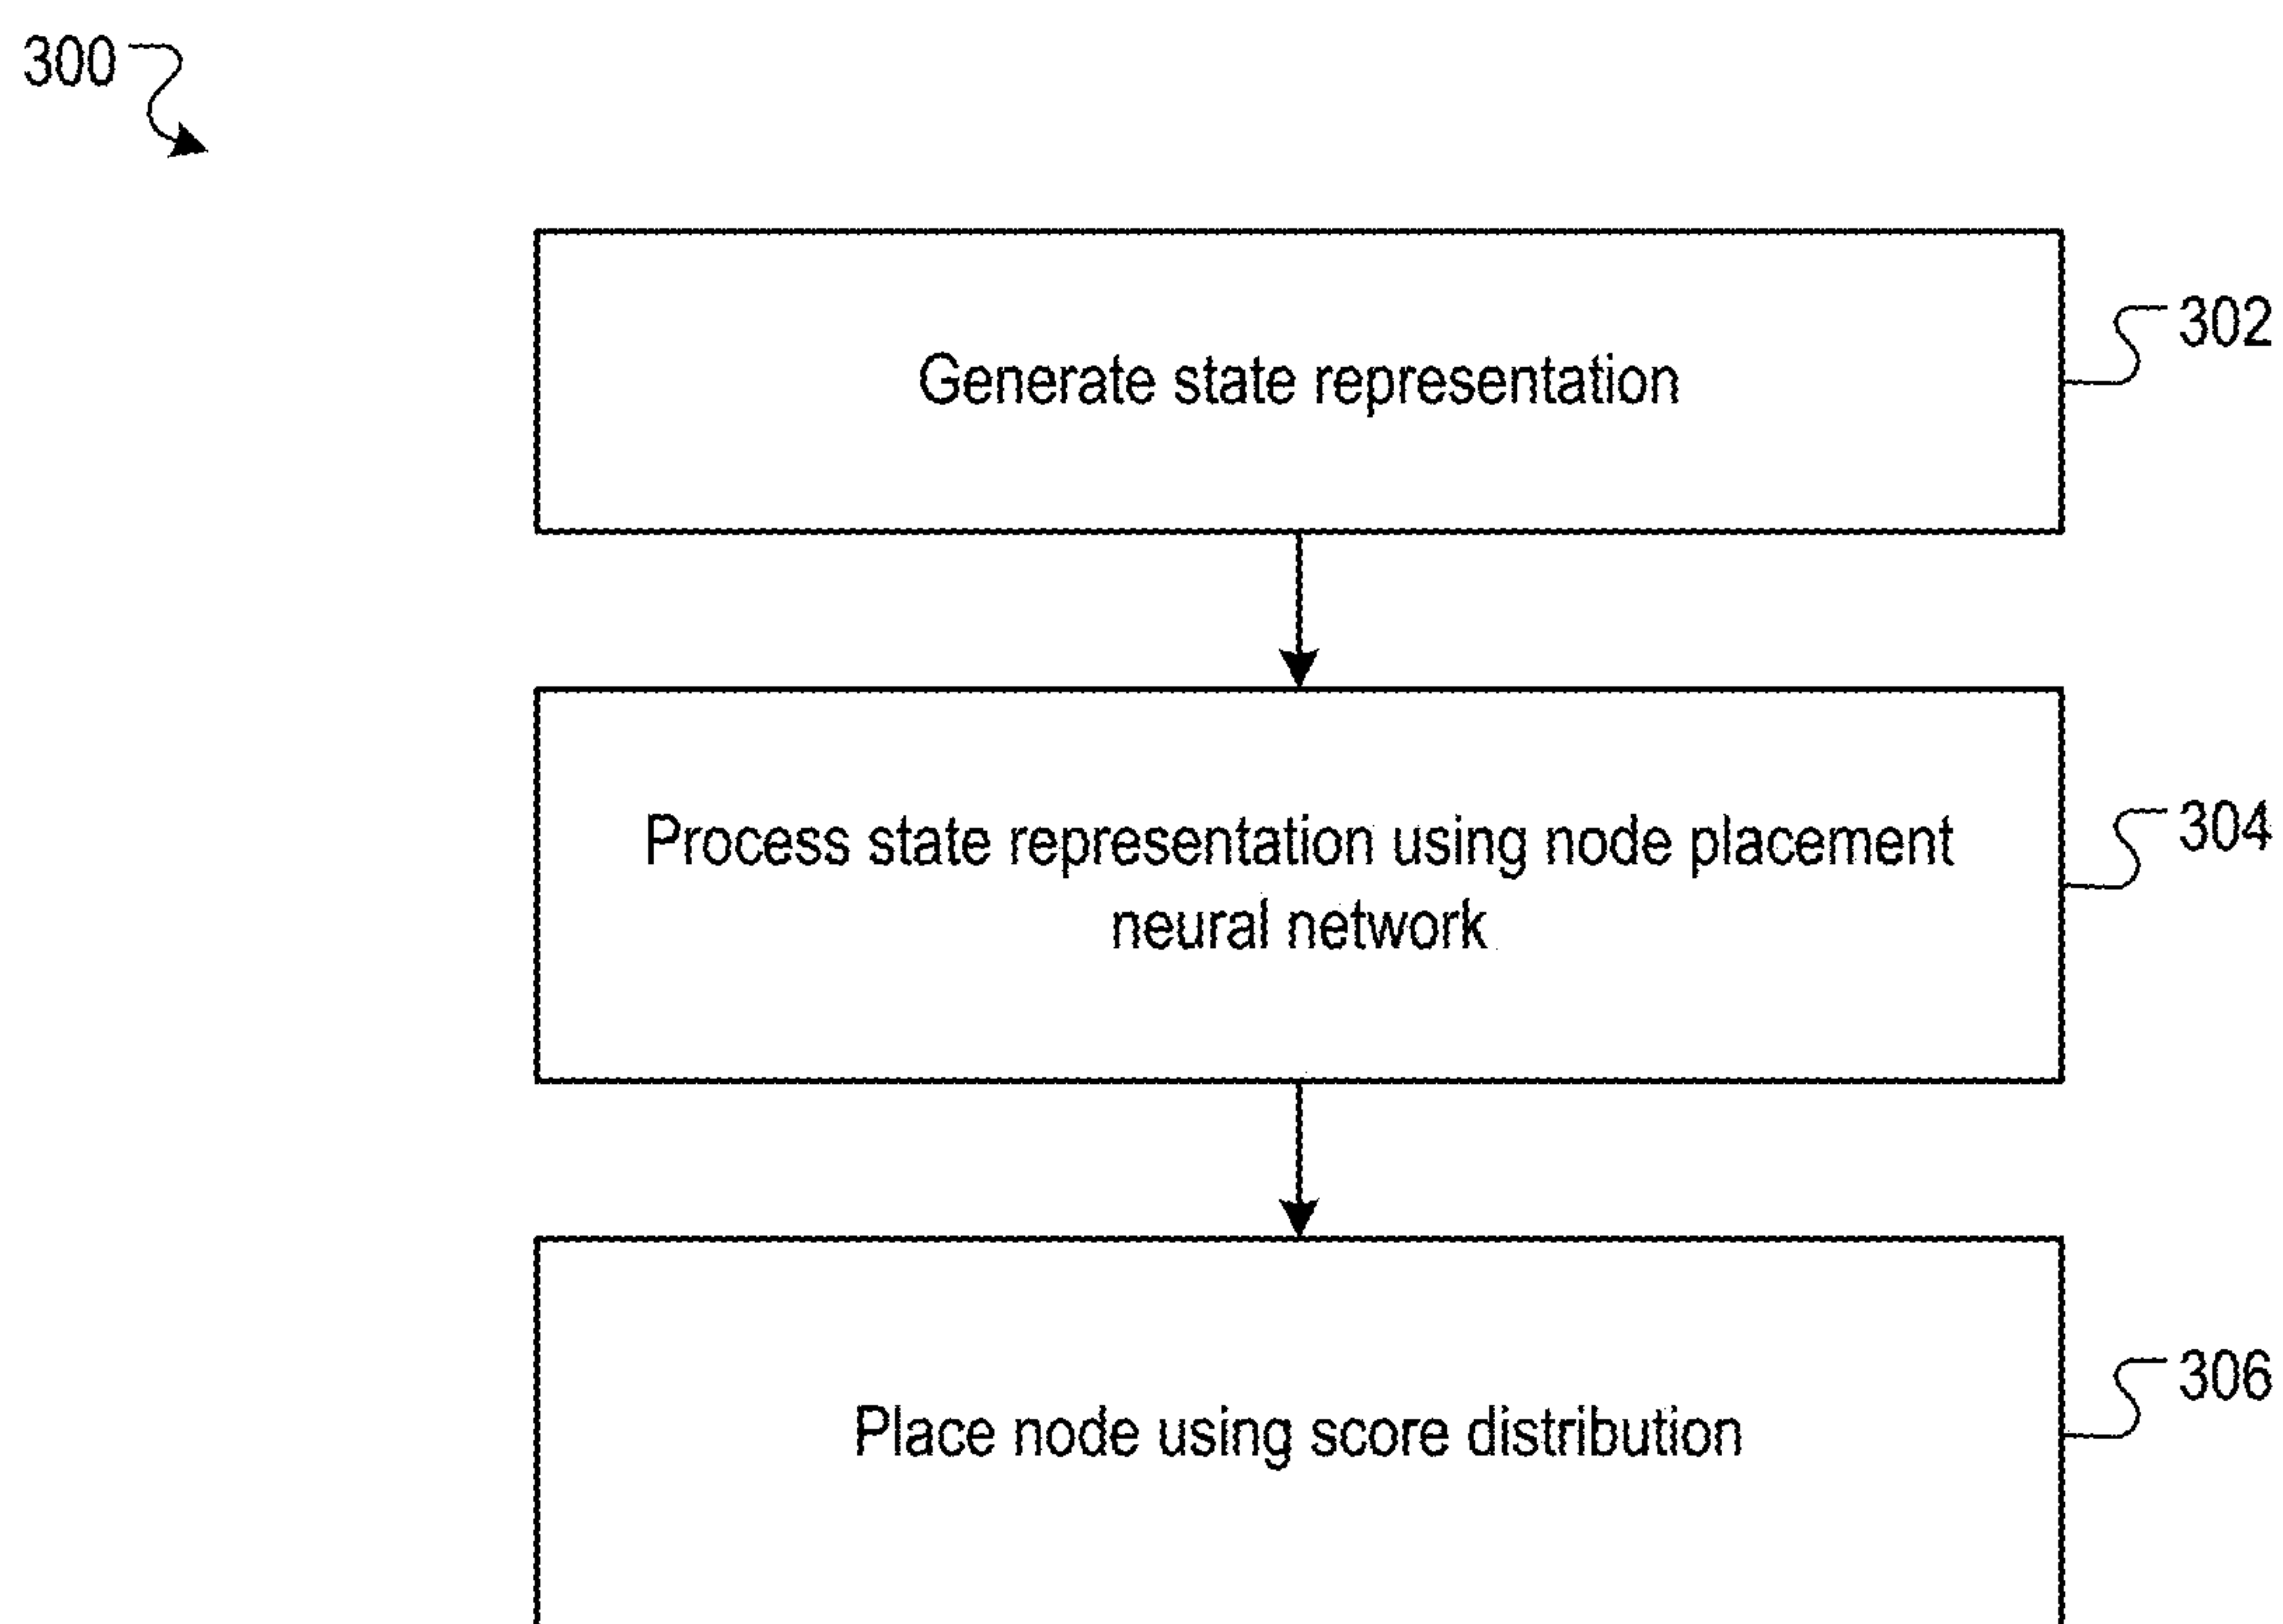 300
Generate state representation
302
Process state representation using node placement
neural network
304
Place node using score distribution
306